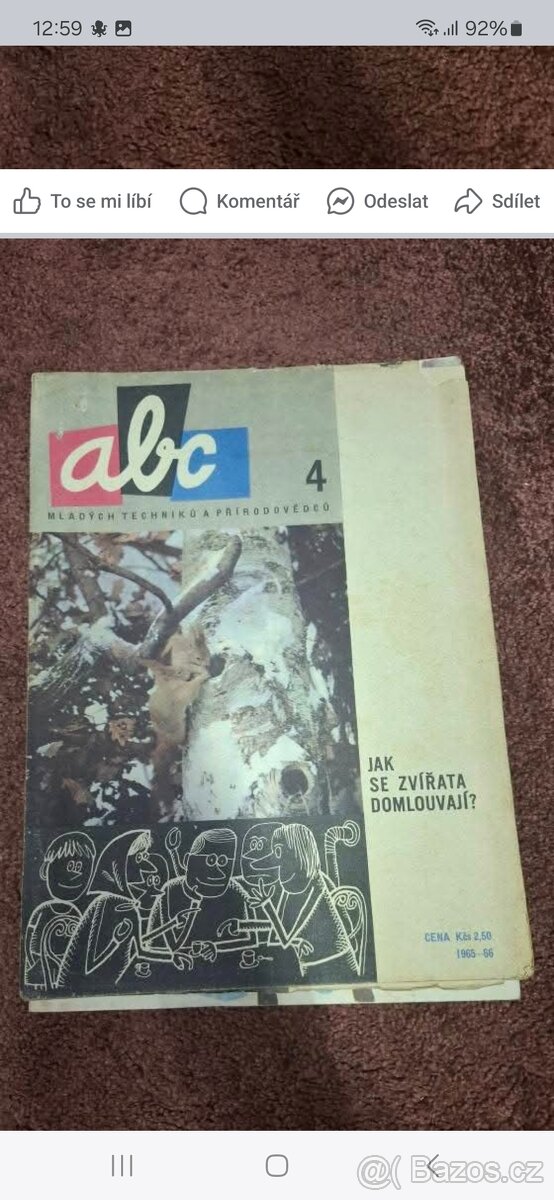 12:59
92%
To se mi líbí
Komentář
Odeslat
Sdílet
abc
4
MLADÝCH TECHNIKŮ A PŘÍRODOVĚDCŮ
JAK
SE ZVÍŘATA
DOMLOUVAJÍ?
CENA Kčs 2,50
1965-66
@( Bazos.cz